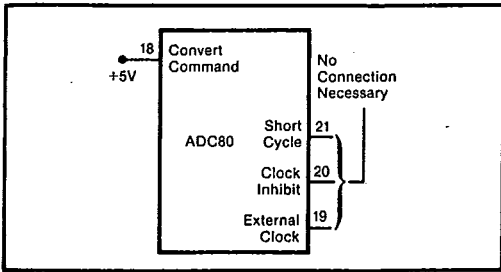 18
Convert
Command
+5V
No
Connection
Necessary
Short
Cycle
21
ADC80
Clock
Inhibit
20
External
Clock
19